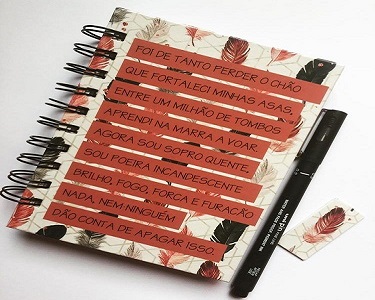 FOI DE TANTO PERDER O CHÃO
QUE FORTALECI MINHAS ASAS,
ENTRE UM MILHÃO DE TOMBOS
APRENDI NA MARRA A VOAR.
AGORA SOU SOPRO QUENTE,
SOU POEIRA INCANDESCENTE
BRILHO, FOGO, FORÇA E FURACÃO
NADA, NEM NINGUÉM
DÃO CONTA DE APAGAR ISSO.